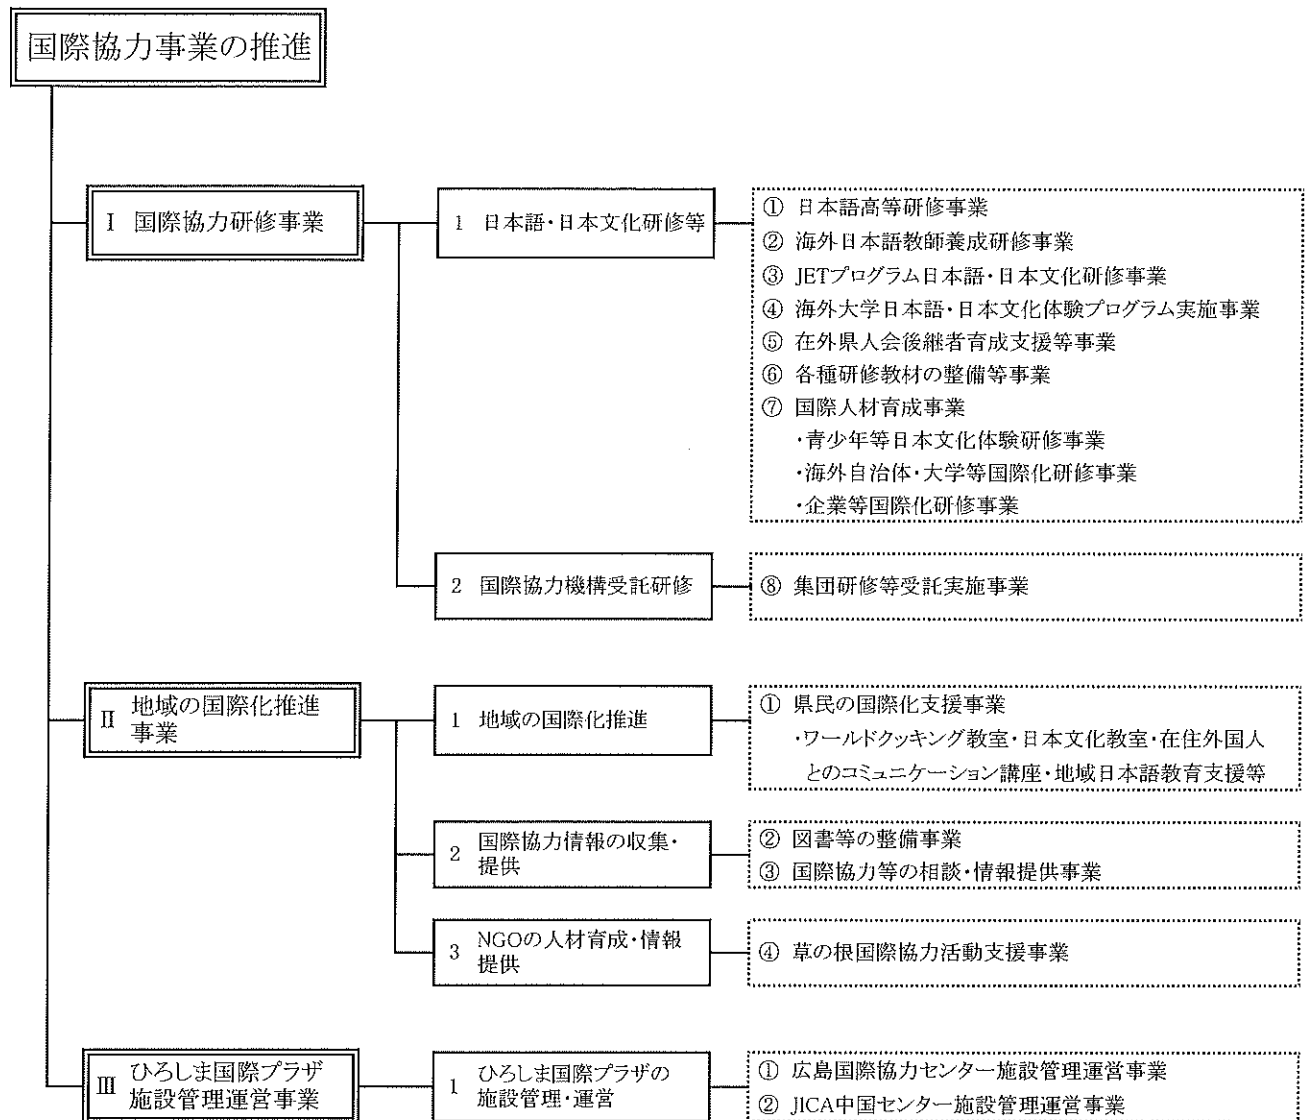 国際協力事業の推進
Ⅰ 国際協力研修事業
1 日本語・日本文化研修等
① 日本語高等研修事業
② 海外日本語教師養成研修事業
③ JETプログラム日本語・日本文化研修事業
④ 海外大学日本語・日本文化体験プログラム実施事業
⑤ 在外県人会後継者育成支援等事業
⑥ 各種研修教材の整備等事業
⑦ 国際人材育成事業
・青少年等日本文化体験研修事業
・海外自治体・大学等国際化研修事業
・企業等国際化研修事業
2 国際協力機構受託研修
⑧ 集団研修等受託実施事業
Ⅱ 地域の国際化推進
事業
1 地域の国際化推進
① 県民の国際化支援事業
・ワールドクッキング教室・日本文化教室・在住外国人
とのコミュニケーション講座・地域日本語教育支援等
2 国際協力情報の収集・
提供
② 図書等の整備事業
③ 国際協力等の相談・情報提供事業
3 NGOの人材育成・情報
提供
④ 草の根国際協力活動支援事業
Ⅲ ひろしま国際プラザ
施設管理運営事業
1 ひろしま国際プラザの
施設管理・運営
① 広島国際協力センター施設管理運営事業
② JICA中国センター施設管理運営事業